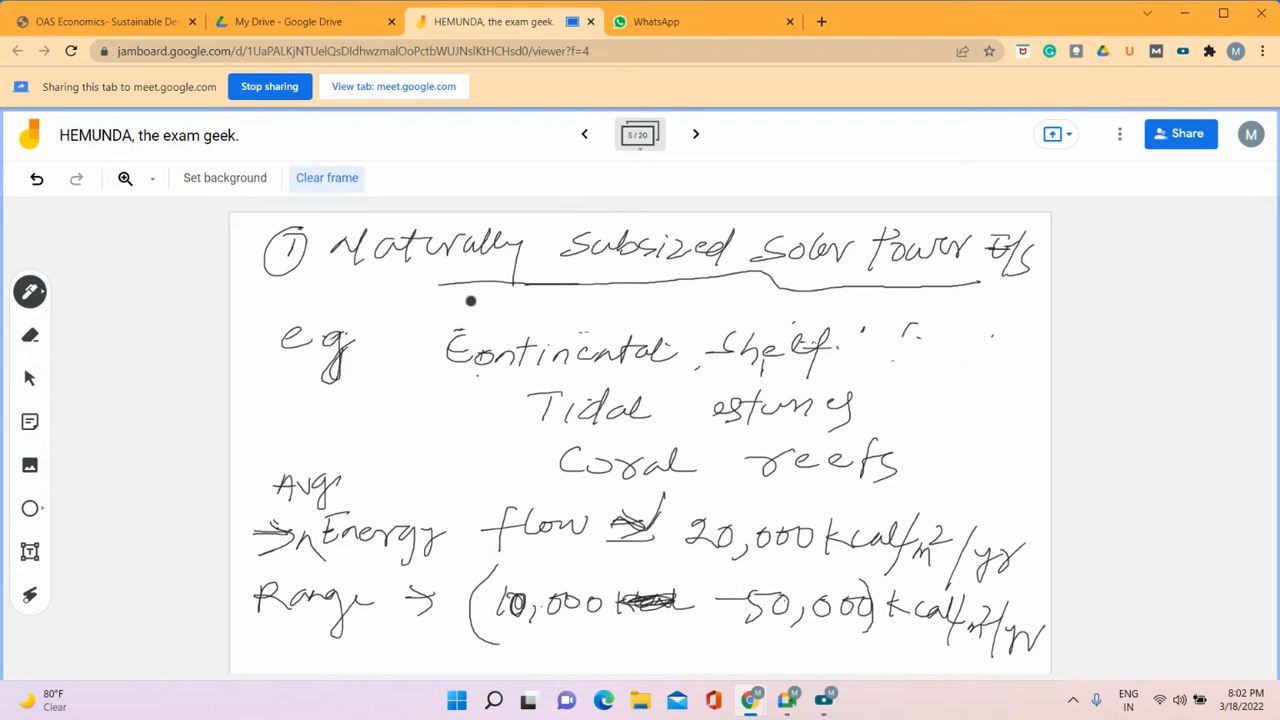 OAS Economics- Sustainable De
My Drive - Google Drive
HEMUNDA, the exam geek.
WhatsApp
jamboard.google.com/d/1UaPALKjNTUelQsDIdhwzmalOoPctbWUJNslKtHCHsd0/viewer?f=4
Sharing this tab to meet.google.com
Stop sharing
View tab: meet.google.com
HEMUNDA, the exam geek.
5 / 20
Share
M
Set background
Clear frame
① Naturally subsized Solar Power E/s
e.g Continental shelf.
Tidal esturies
Coral reefs
Avg
→ Energy flow → 20,000 kcal/m²/yr
Range → (10,000 - 50,000) kcal/m²/yr
80°F
Clear
ENG
IN
8:02 PM
3/18/2022